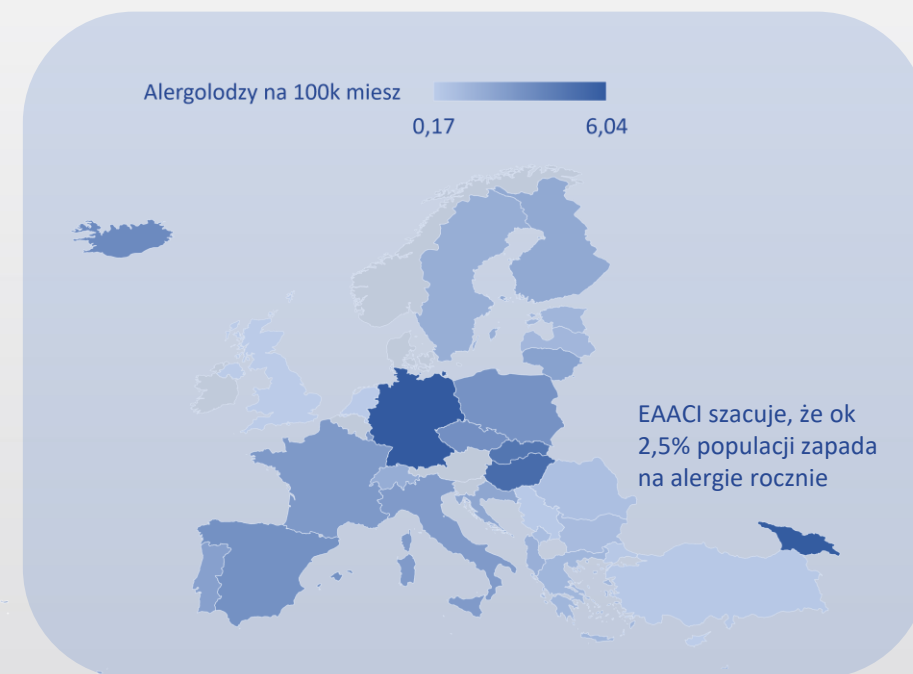 Alergolodzy na 100k miesz
0,17 6,04
EAACI szacuje, że ok
2,5% populacji zapada
na alergie rocznie